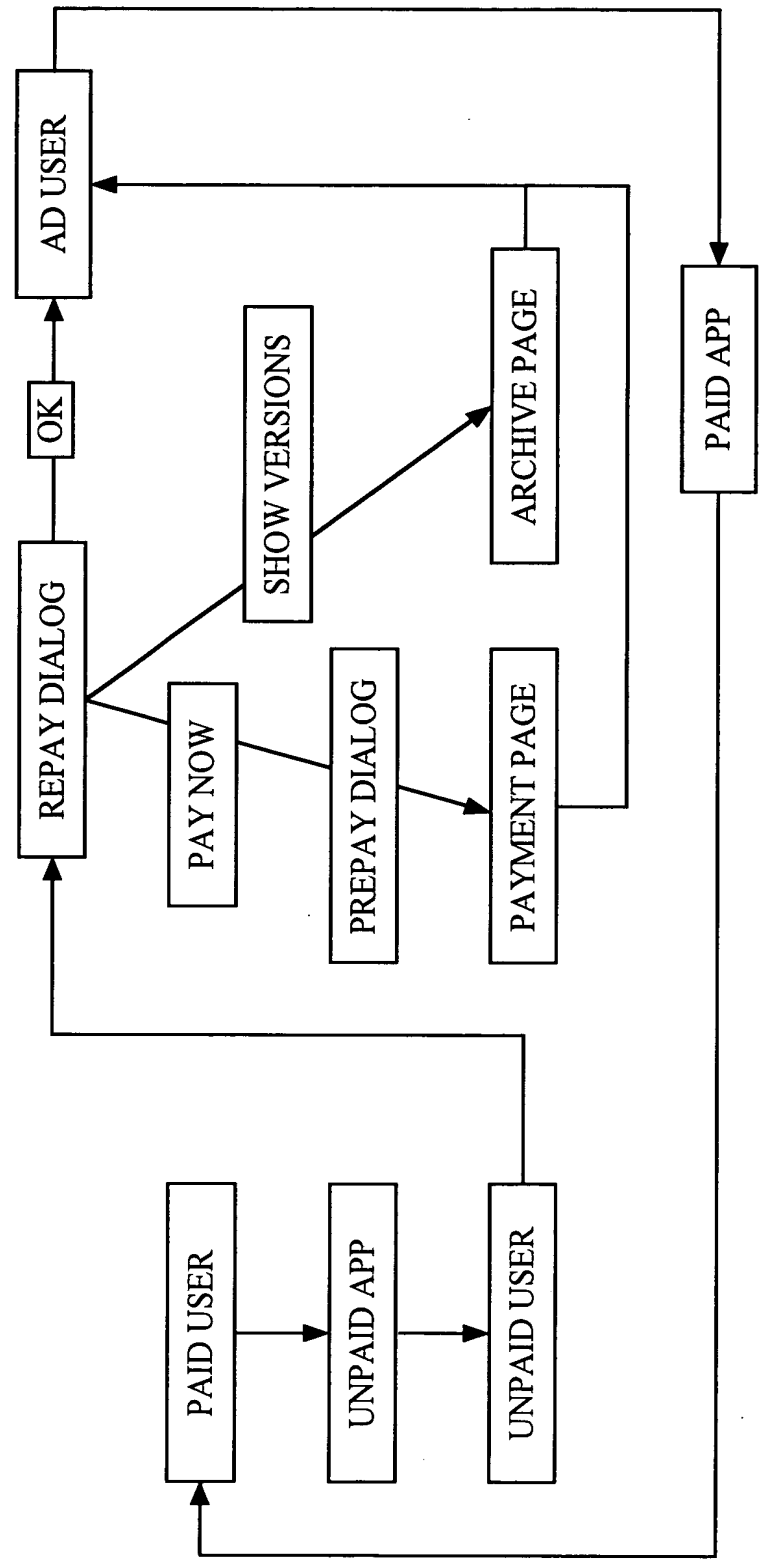 REPAY DIALOG
OK
AD USER
PAID USER
PAY NOW
SHOW VERSIONS
UNPAID APP
PREPAY DIALOG
UNPAID USER
PAYMENT PAGE
ARCHIVE PAGE
PAID APP